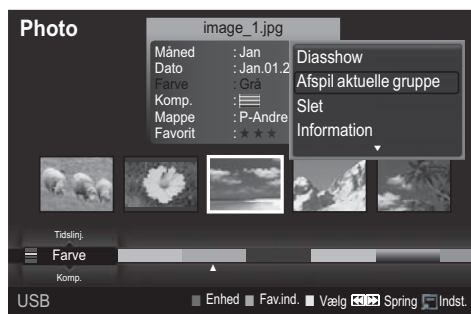 Photo
image_1.jpg
Måned : Jan
Dato : Jan.01.2
Farve : Grå
Komp. :
Mappe : P-Andre
Favorit : ★★★
Diasshow
Afspil aktuelle gruppe
Slet
Information
Tidslinj.
Farve
Komp.
USB
Enhed Fav.ind. Vælg Spring Indst.